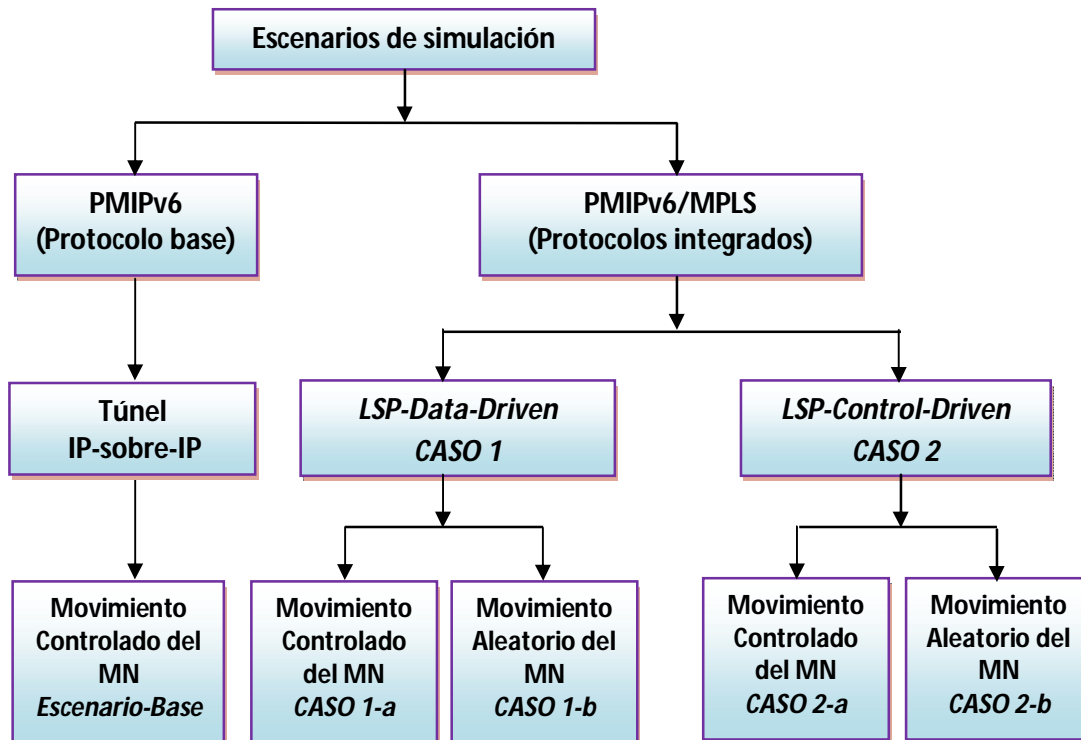 Escenarios de simulación
PMIPv6
(Protocolo base)
PMIPv6/MPLS
(Protocolos integrados)
Túnel
IP-sobre-IP
LSP-Data-Driven
CASO 1
LSP-Control-Driven
CASO 2
Movimiento
Controlado del
MN
Escenario-Base
Movimiento
Controlado
del MN
CASO 1-a
Movimiento
Aleatorio del
MN
CASO 1-b
Movimiento
Controlado
del MN
CASO 2-a
Movimiento
Aleatorio del
MN
CASO 2-b